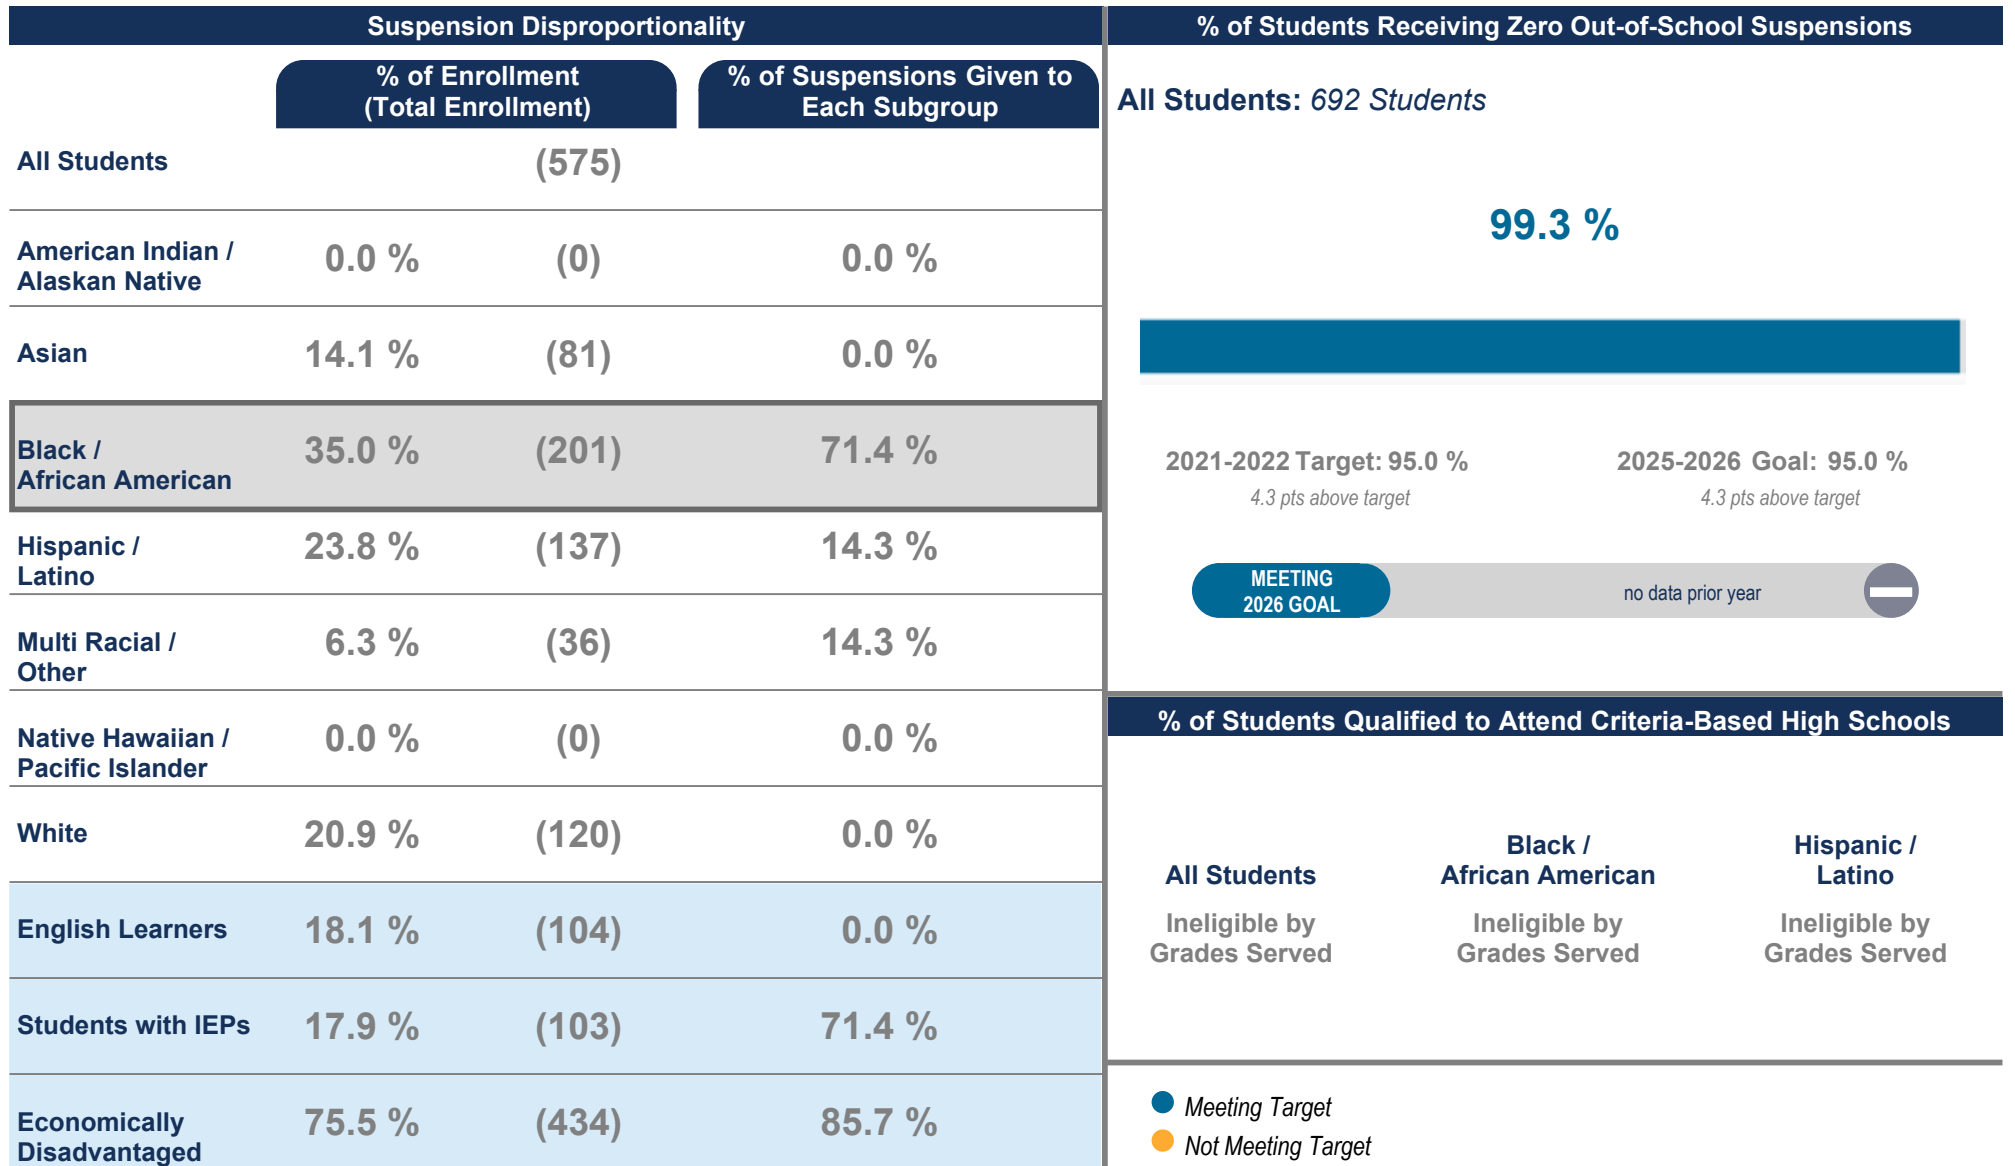 Suspension Disproportionality
% of Enrollment
(Total Enrollment)
% of Suspensions Given to
Each Subgroup
All Students (575)
American Indian /
Alaskan Native
0.0 % (0) 0.0 %
Asian 14.1 % (81) 0.0 %
Black /
African American
35.0 % (201) 71.4 %
Hispanic /
Latino
23.8 % (137) 14.3 %
Multi Racial /
Other
6.3 % (36) 14.3 %
Native Hawaiian /
Pacific Islander
0.0 % (0) 0.0 %
White 20.9 % (120) 0.0 %
English Learners 18.1 % (104) 0.0 %
Students with IEPs 17.9 % (103) 71.4 %
Economically
Disadvantaged
75.5 % (434) 85.7 %
% of Students Receiving Zero Out-of-School Suspensions
All Students: 692 Students
99.3 %
2021-2022 Target: 95.0 %
4.3 pts above target
2025-2026 Goal: 95.0 %
4.3 pts above target
MEETING
2026 GOAL
no data prior year
% of Students Qualified to Attend Criteria-Based High Schools
All Students
Ineligible by
Grades Served
Black /
African American
Ineligible by
Grades Served
Hispanic /
Latino
Ineligible by
Grades Served
Meeting Target
Not Meeting Target